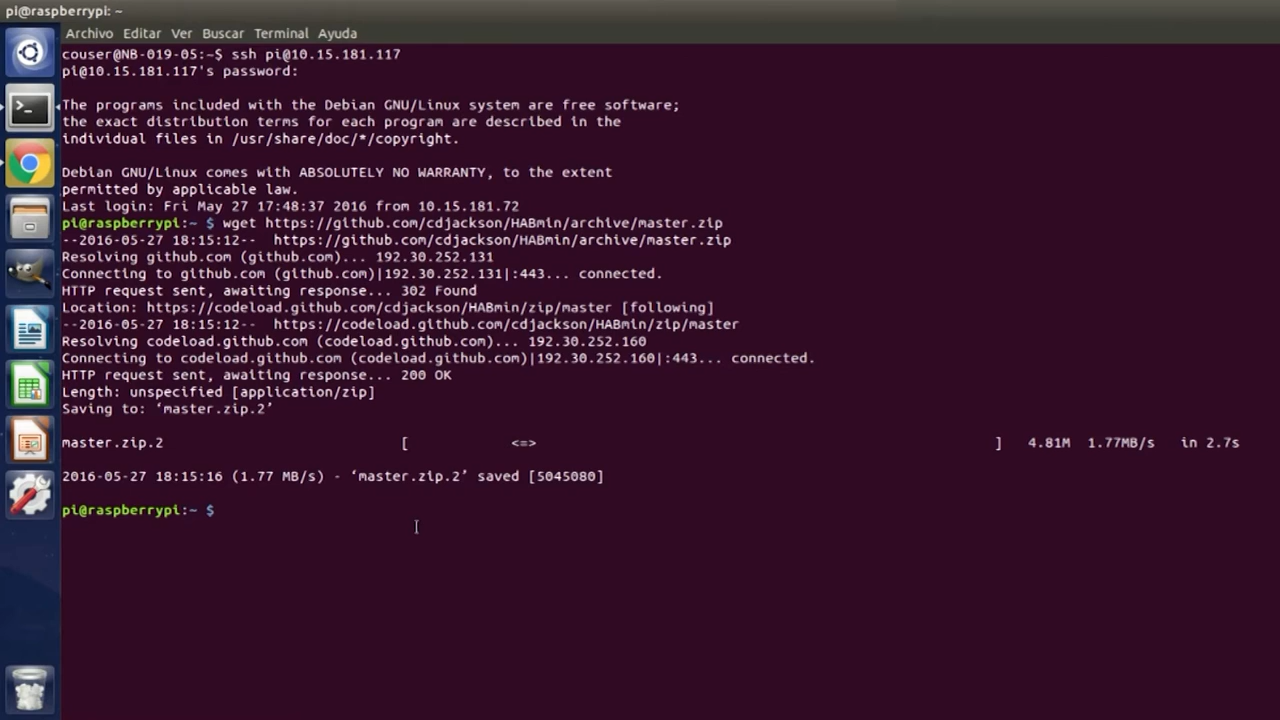 pi@raspberrypi: ~
Archivo Editar Ver Buscar Terminal Ayuda
couser@NB-019-05:~$ ssh pi@10.15.181.117
pi@10.15.181.117's password:
The programs included with the Debian GNU/Linux system are free software;
the exact distribution terms for each program are described in the
individual files in /usr/share/doc/*/copyright.
Debian GNU/Linux comes with ABSOLUTELY NO WARRANTY, to the extent
permitted by applicable law.
Last login: Fri May 27 17:48:37 2016 from 10.15.181.72
pi@raspberrypi:~ $ wget https://github.com/cdjackson/HABmin/archive/master.zip
--2016-05-27 18:15:12--  https://github.com/cdjackson/HABmin/archive/master.zip
Resolving github.com (github.com)... 192.30.252.131
Connecting to github.com (github.com)|192.30.252.131|:443... connected.
HTTP request sent, awaiting response... 302 Found
Location: https://codeload.github.com/cdjackson/HABmin/zip/master [following]
--2016-05-27 18:15:12--  https://codeload.github.com/cdjackson/HABmin/zip/master
Resolving codeload.github.com (codeload.github.com)... 192.30.252.160
Connecting to codeload.github.com (codeload.github.com)|192.30.252.160|:443... connected.
HTTP request sent, awaiting response... 200 OK
Length: unspecified [application/zip]
Saving to: ‘master.zip.2’
master.zip.2 [ <=> ] 4.81M 1.77MB/s in 2.7s
2016-05-27 18:15:16 (1.77 MB/s) - ‘master.zip.2’ saved [5045080]
pi@raspberrypi:~ $